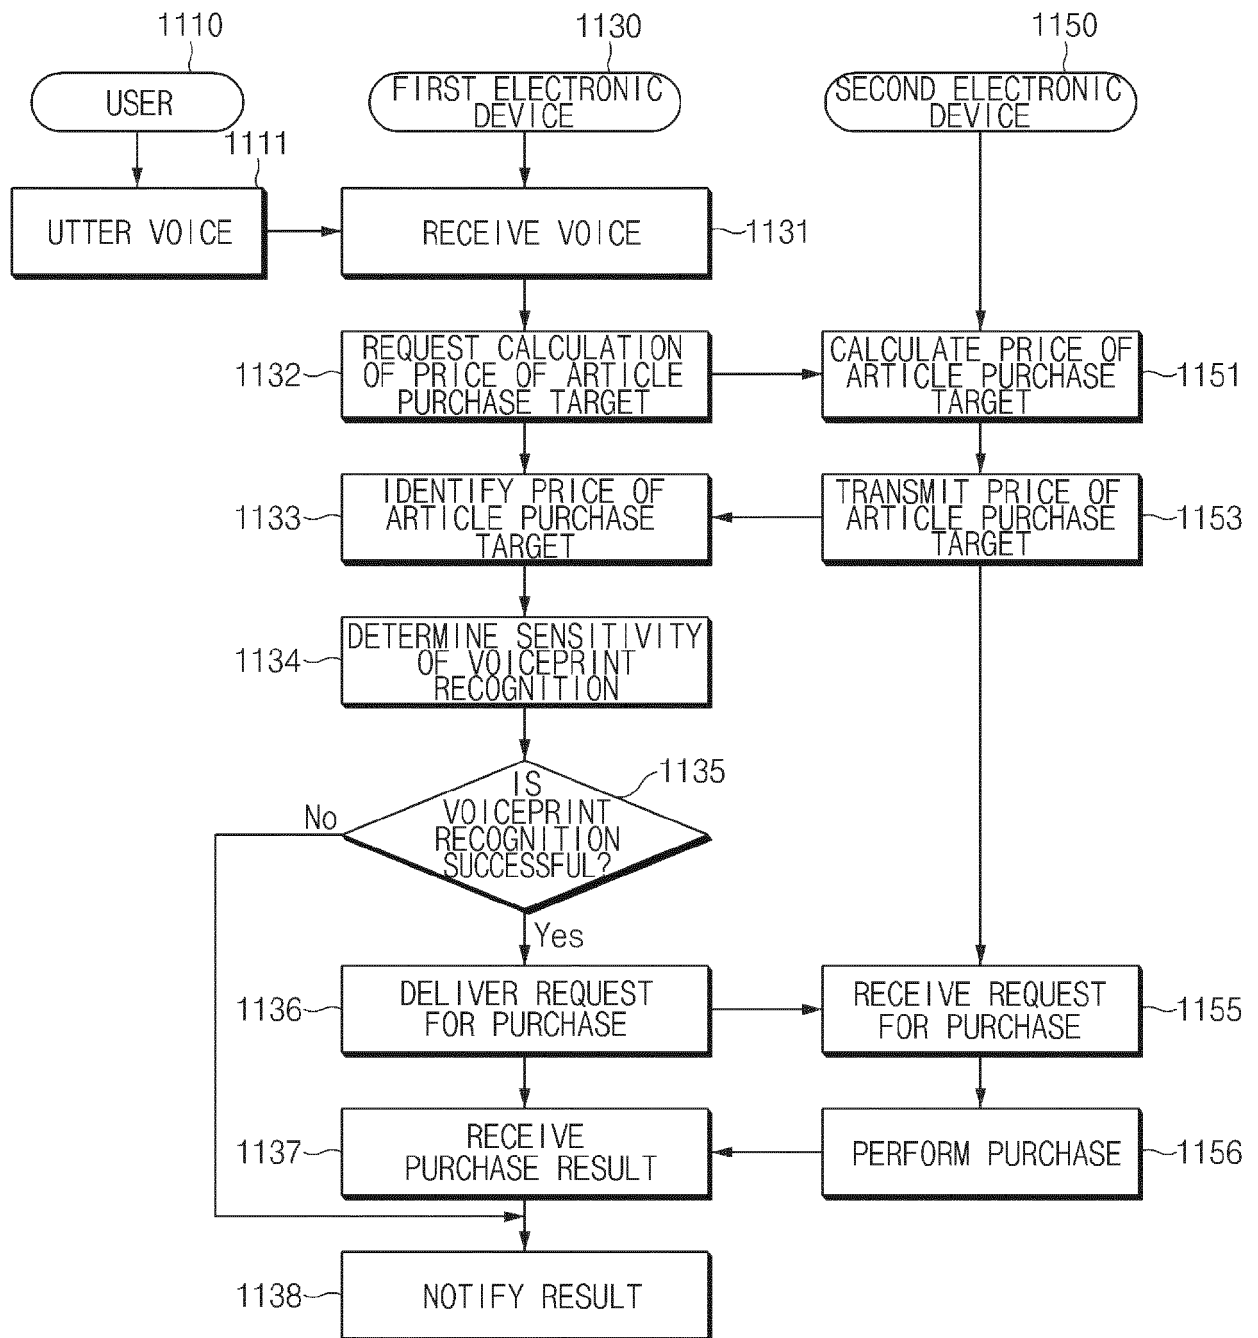 1110
1130
1150
USER
FIRST ELECTRONIC
DEVICE
SECOND ELECTRONIC
DEVICE
1111
UTTER VOICE
RECEIVE VOICE
1131
1132
REQUEST CALCULATION
OF PRICE OF ARTICLE
PURCHASE TARGET
CALCULATE PRICE OF
ARTICLE PURCHASE
TARGET
1151
1133
IDENTIFY PRICE OF
ARTICLE PURCHASE
TARGET
TRANSMIT PRICE OF
ARTICLE PURCHASE
TARGET
1153
1134
DETERMINE SENSITIVITY
OF VOICEPRINT
RECOGNITION
1135
IS
VOICEPRINT
RECOGNITION
SUCCESSFUL?
No
Yes
1136
DELIVER REQUEST
FOR PURCHASE
RECEIVE REQUEST
FOR PURCHASE
1155
1137
RECEIVE
PURCHASE RESULT
PERFORM PURCHASE
1156
1138
NOTIFY RESULT